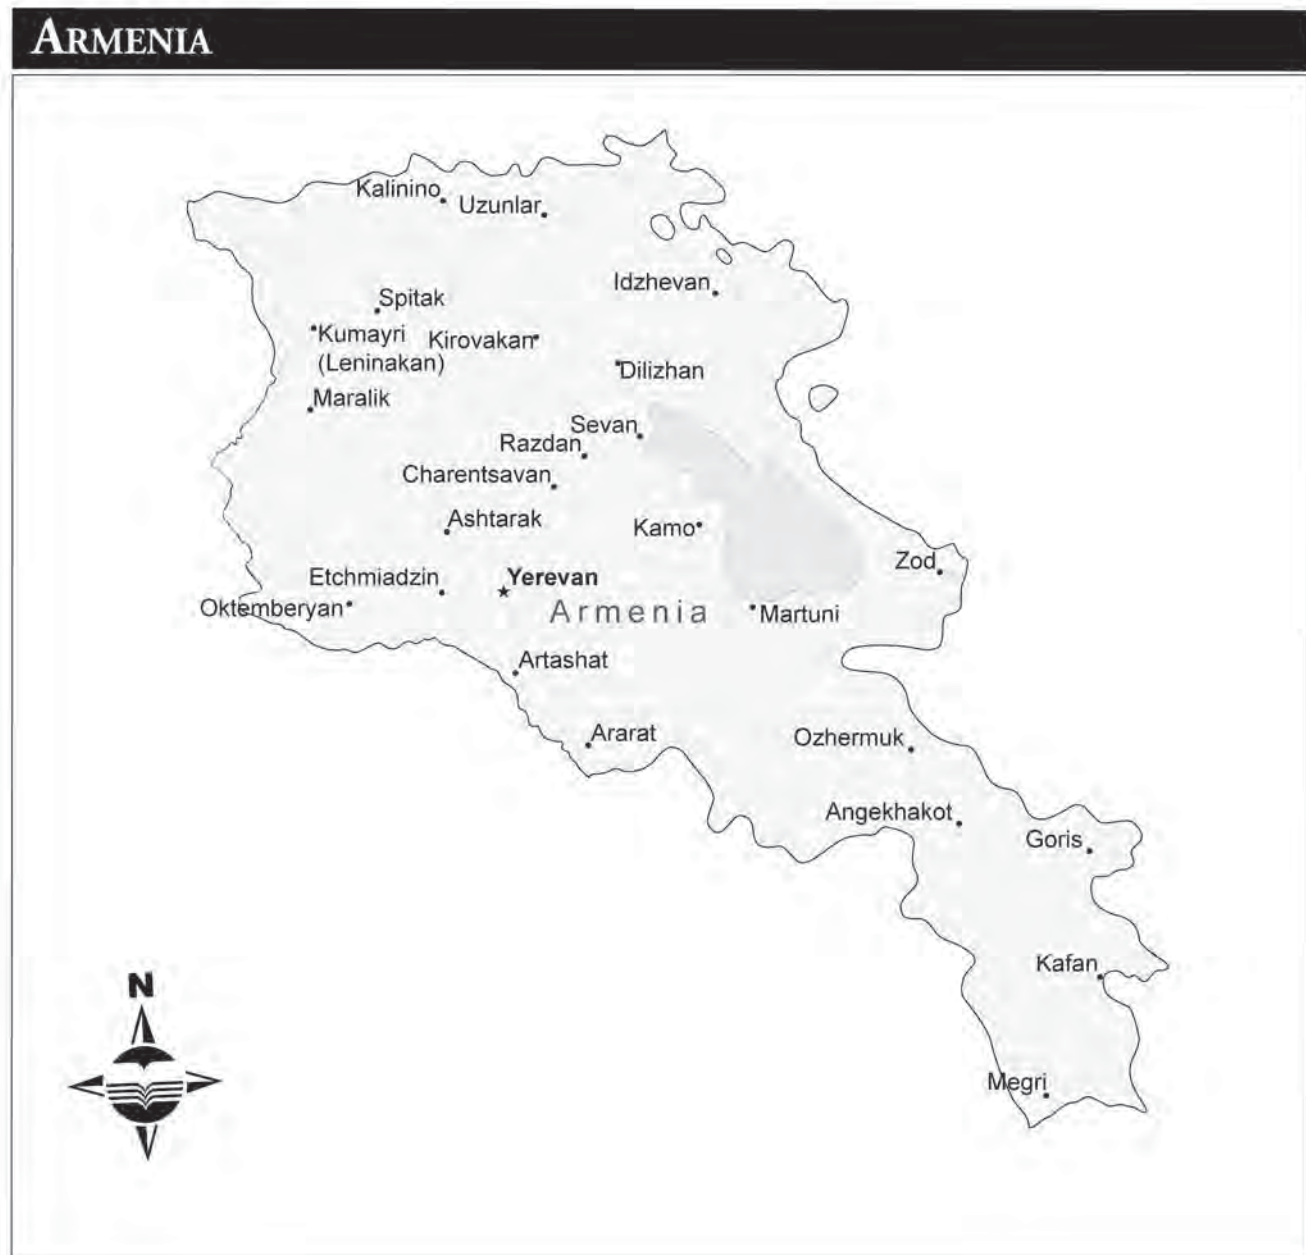 ARMENIA
Kalinino
Uzunlar
Idzhevan
Spitak
Kumayri
(Leninakan)
Kirovakan
Dilizhan
Maralik
Sevan
Razdan
Charentsavan
Ashtarak
Kamo
Zod
Etchmiadzin
Yerevan
Oktemberyan
Armenia
Martuni
Artashat
Ararat
Ozhermuk
Angekhakot
Goris
Kafan
N
Megri